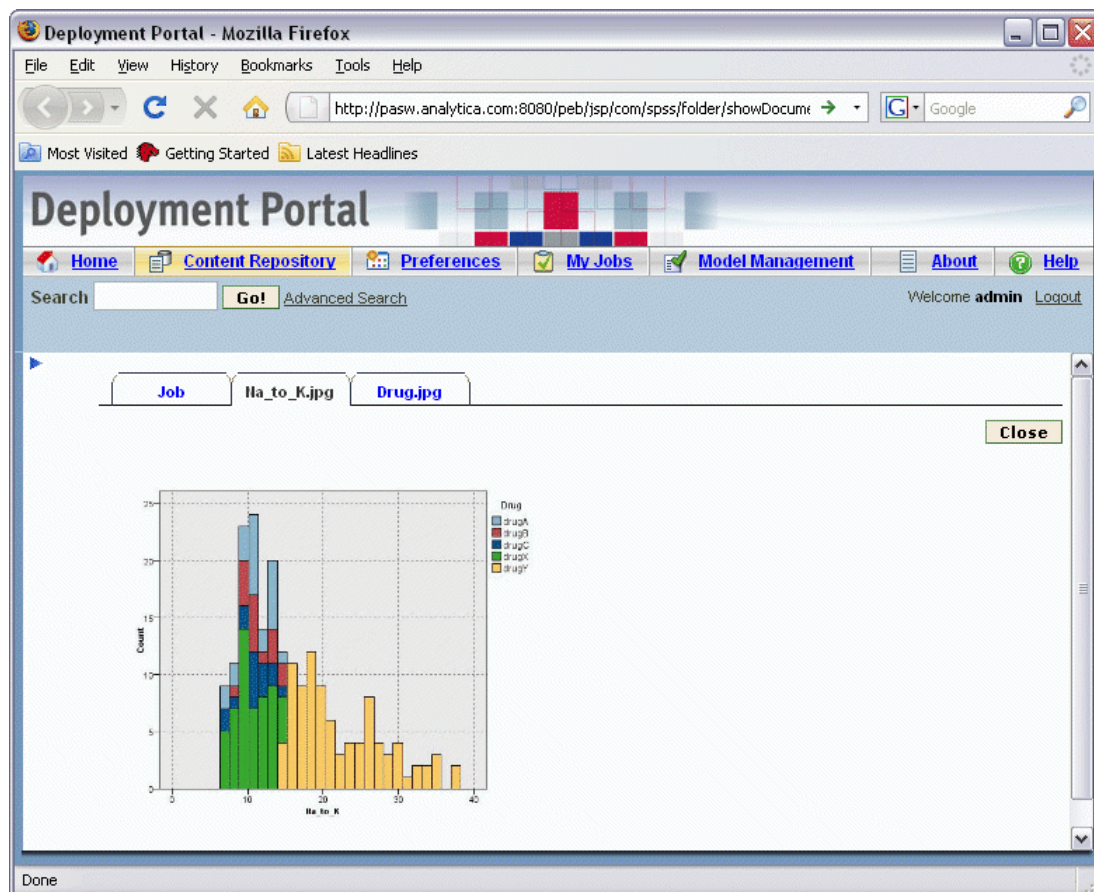 Deployment Portal - Mozilla Firefox
File Edit View History Bookmarks Tools Help
http://pasw.analytica.com:8080/peb/jsp/com/spss/folder/showDocume
G Google
Most Visited Getting Started Latest Headlines
Deployment Portal
Home Content Repository Preferences My Jobs Model Management About Help
Search Go! Advanced Search Welcome admin Logout
Job Na_to_K.jpg Drug.jpg
Close
Drug
drugA
drugB
drugC
drugX
drugY
25
20
15
10
5
0
Count
0 10 20 30 40
Na_to_K
Done